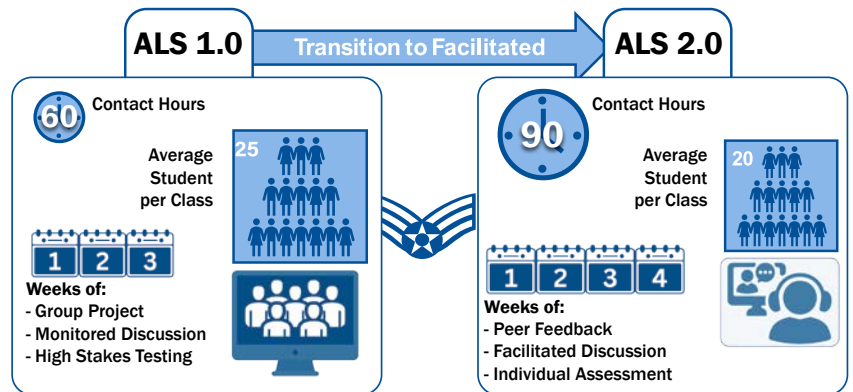 ALS 1.0
Transition to Facilitated
ALS 2.0
60
Contact Hours
25
Average
Student
per Class
1 2 3
Weeks of:
- Group Project
- Monitored Discussion
- High Stakes Testing
90
Contact Hours
20
Average
Student
per Class
1 2 3 4
Weeks of:
- Peer Feedback
- Facilitated Discussion
- Individual Assessment